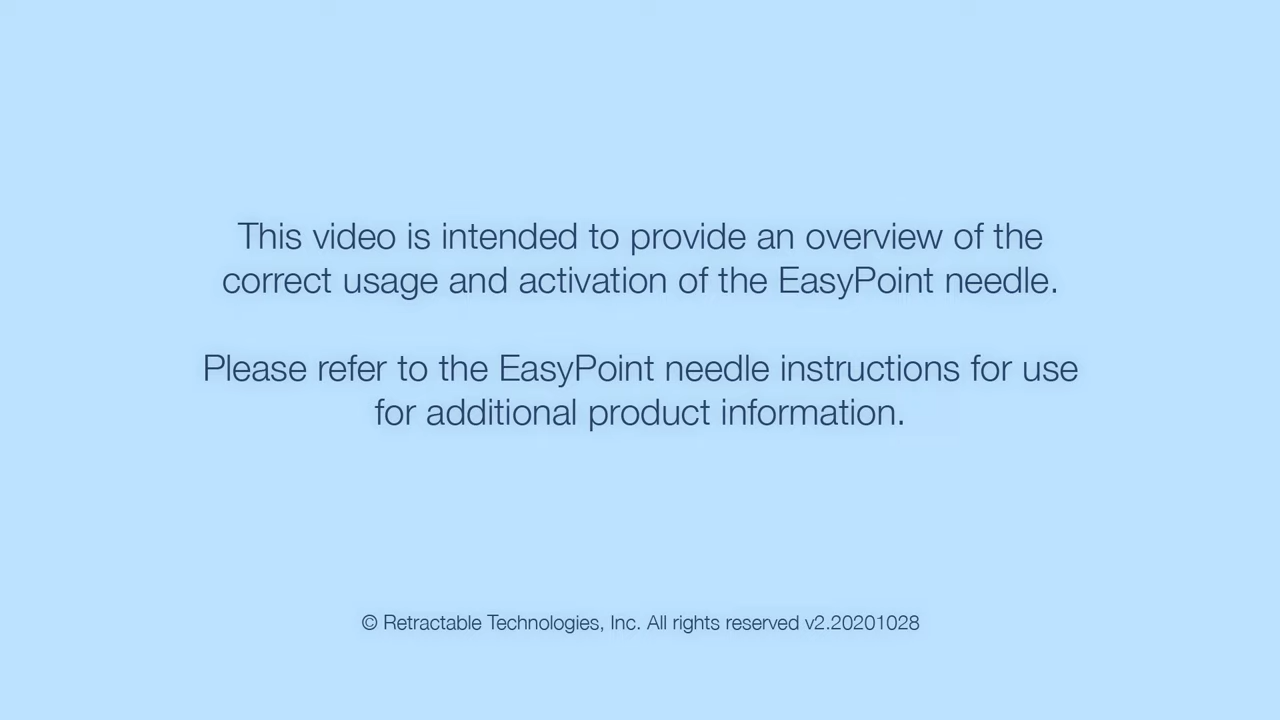 This video is intended to provide an overview of the
correct usage and activation of the EasyPoint needle.
Please refer to the EasyPoint needle instructions for use
for additional product information.
© Retractable Technologies, Inc. All rights reserved v2.20201028